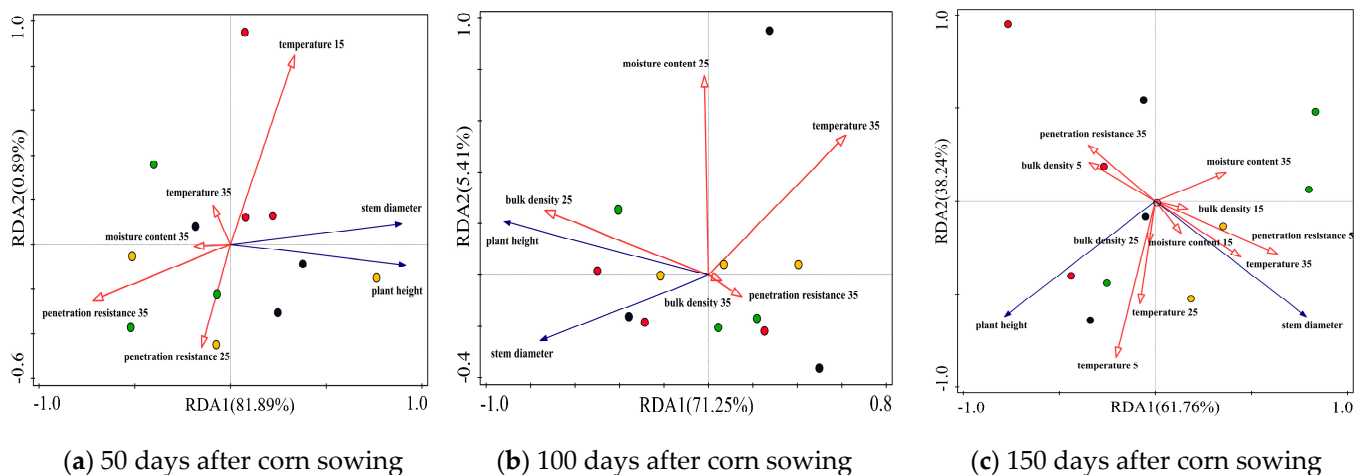 1.0
temperature 15
RDA2(0.89%)
temperature 35
stem diameter
moisture content 35
plant height
penetration resistance 35
penetration resistance 25
-0.6
-1.0
RDA1(81.89%)
1.0
(a) 50 days after corn sowing
1.0
moisture content 25
RDA2(5.41%)
temperature 35
bulk density 25
plant height
bulk density 35
penetration resistance 35
stem diameter
-0.4
-1.0
RDA1(71.25%)
0.8
(b) 100 days after corn sowing
1.0
penetration resistance 35
bulk density 5
moisture content 35
RDA2(38.24%)
bulk density 15
bulk density 25
moisture content 15
penetration resistance 5
temperature 35
temperature 25
plant height
stem diameter
temperature 5
-1.0
-1.0
RDA1(61.76%)
1.0
(c) 150 days after corn sowing